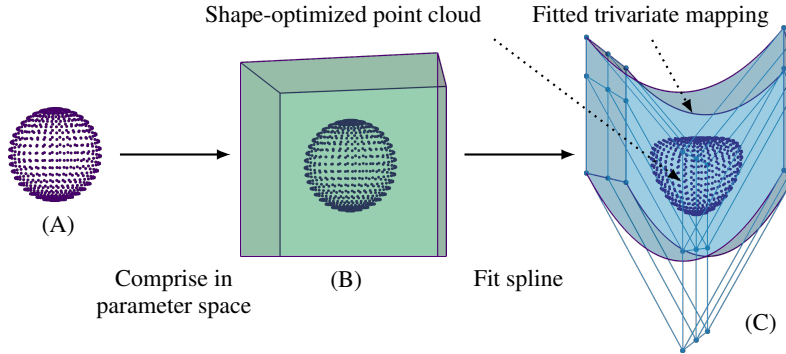 Shape-optimized point cloud
Fitted trivariate mapping
(A)
Comprise in
parameter space
(B)
Fit spline
(C)